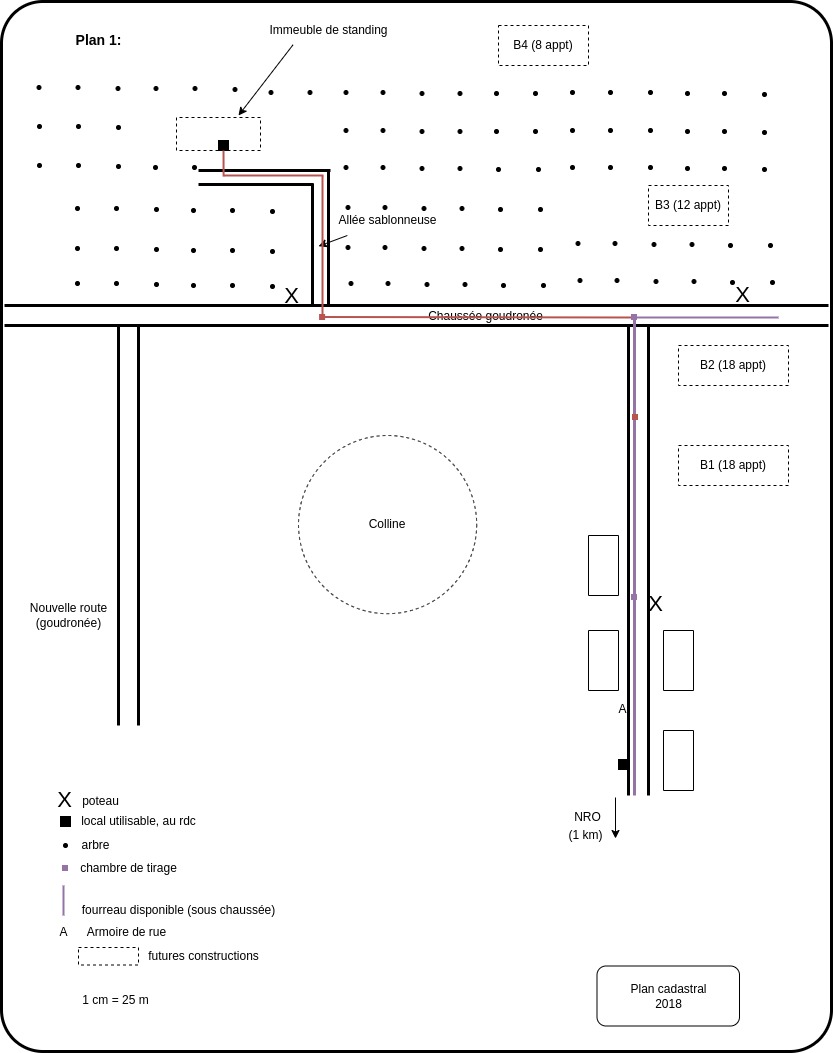 Plan 1:
Immeuble de standing
B4 (8 appt)
B3 (12 appt)
Allée sablonneuse
X
X
Chaussée goudronée
B2 (18 appt)
B1 (18 appt)
Colline
Nouvelle route
(goudronée)
X
A
NRO
(1 km)
X poteau
local utilisable, au rdc
arbre
chambre de tirage
fourreau disponible (sous chaussée)
A Armoire de rue
futures constructions
1 cm = 25 m
Plan cadastral
2018